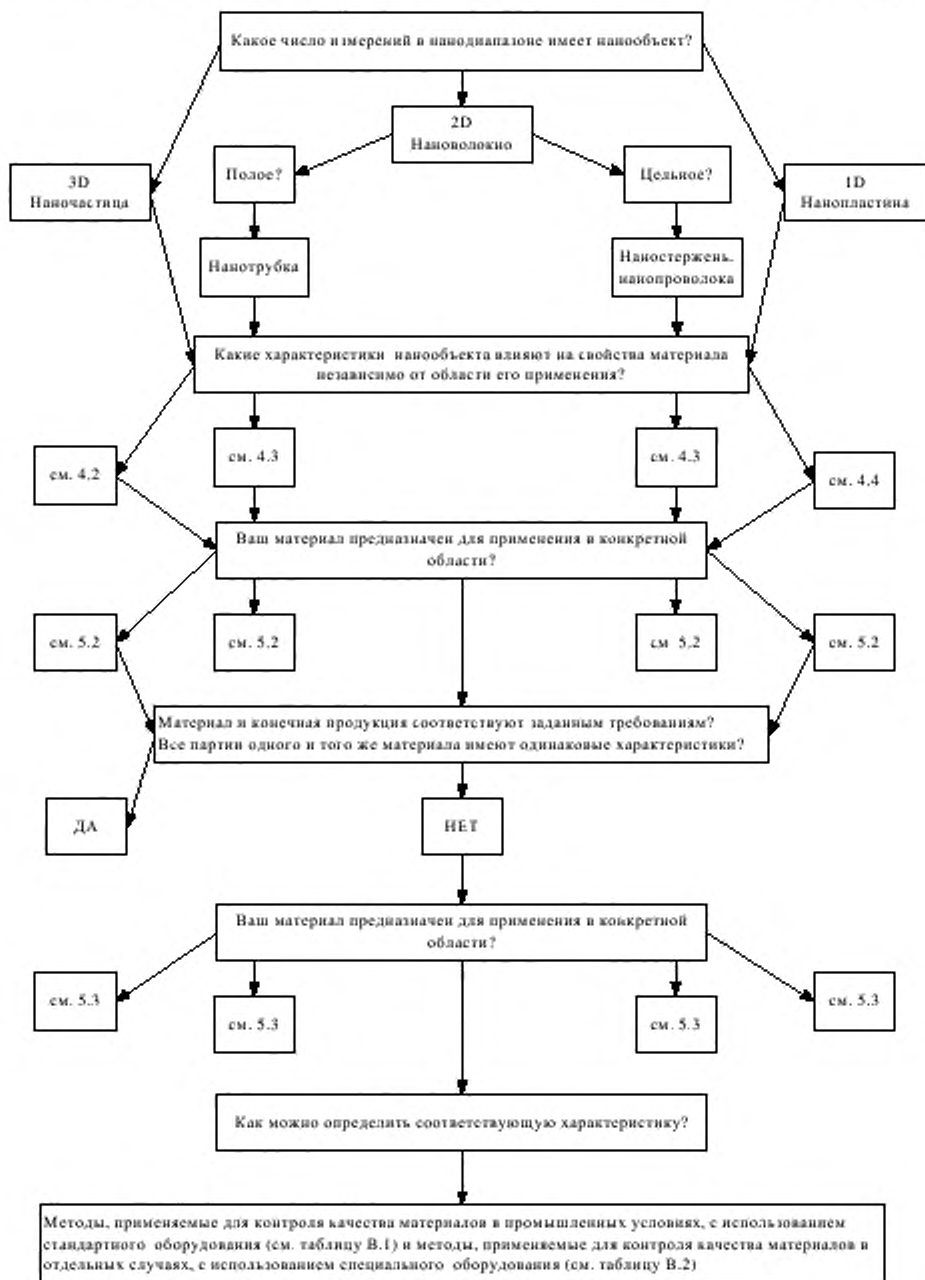 Какое число измерений в нанодиапазоне имеет нанообъект?
2D
Нановолокно
Полое?
Цельное?
3D
Наночастица
1D
Нанопластина
Нанотрубка
Наностержень.
нанопроволока
Какие характеристики нанообъекта влияют на свойства материала
независимо от области его применения?
см. 4.2
см. 4.3
см. 4.3
см. 4.4
Ваш материал предназначен для применения в конкретной
области?
см. 5.2
см. 5.2
см 5.2
см. 5.2
Материал и конечная продукция соответствуют заданным требованиям?
Все партии одного и того же материала имеют одинаковые характеристики?
ДА
НЕТ
Ваш материал предназначен для применения в конкретной
области?
см. 5.3
см. 5.3
см. 5.3
см. 5.3
Как можно определить соответствующую характеристику?
Методы, применяемые для контроля качества материалов в промышленных условиях, с использованием
стандартного оборудования (см. таблицу В.1) и методы, применяемые для контроля качества материалов в
отдельных случаях, с использованием специального оборудования (см. таблицу В.2)